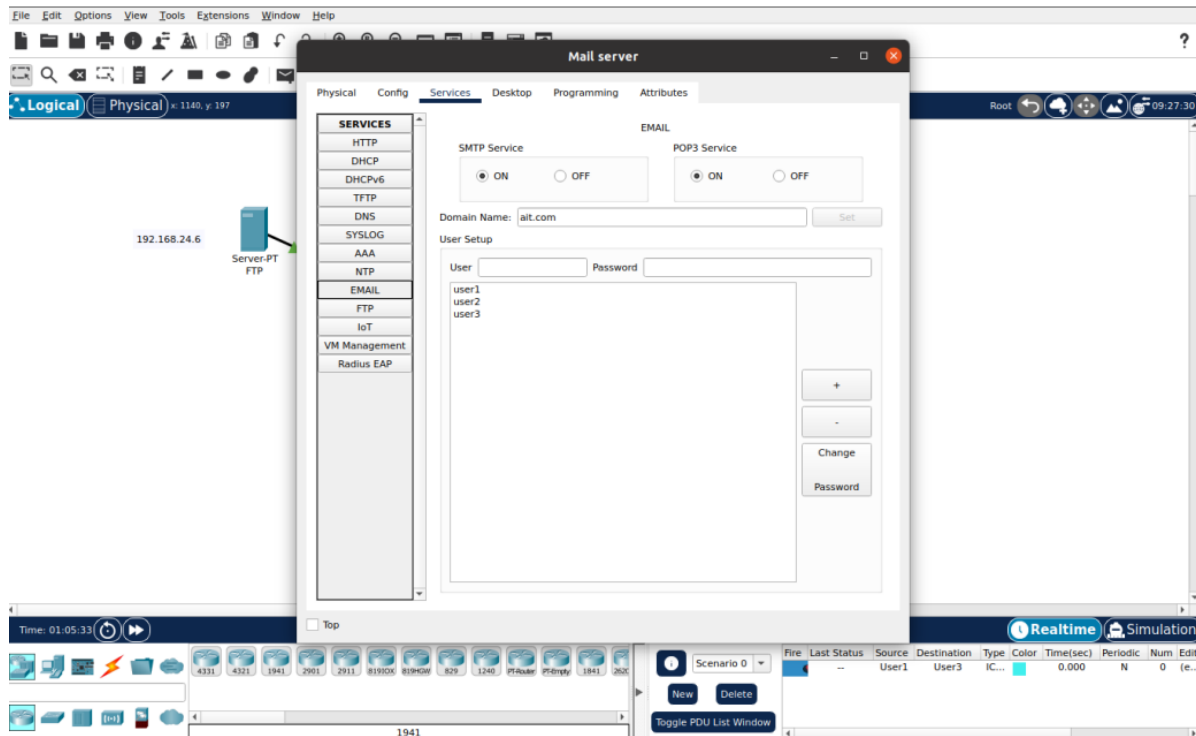 File Edit Options View Tools Extensions Window Help
?
Mail server
Logical Physical x: 1140, y: 197
Root 09:27:30
Physical Config Services Desktop Programming Attributes
SERVICES
HTTP
DHCP
DHCPv6
TFTP
DNS
SYSLOG
AAA
NTP
EMAIL
FTP
IoT
VM Management
Radius EAP
EMAIL
SMTP Service POP3 Service
ON OFF ON OFF
Domain Name: ait.com Set
User Setup
User Password
user1
user2
user3
+
-
Change
Password
192.168.24.6
Server-PT
FTP
Top
Time: 01:05:33
Realtime Simulation
4331 4321 1941 2901 2911 819IOX 819HGW 829 1240 PT-Router PT-Empty 1841
1941
Scenario 0
New Delete
Toggle PDU List Window
Fire Last Status Source Destination Type Color Time(sec) Periodic Num Edit
-- User1 User3 IC... 0.000 N 0 (e..